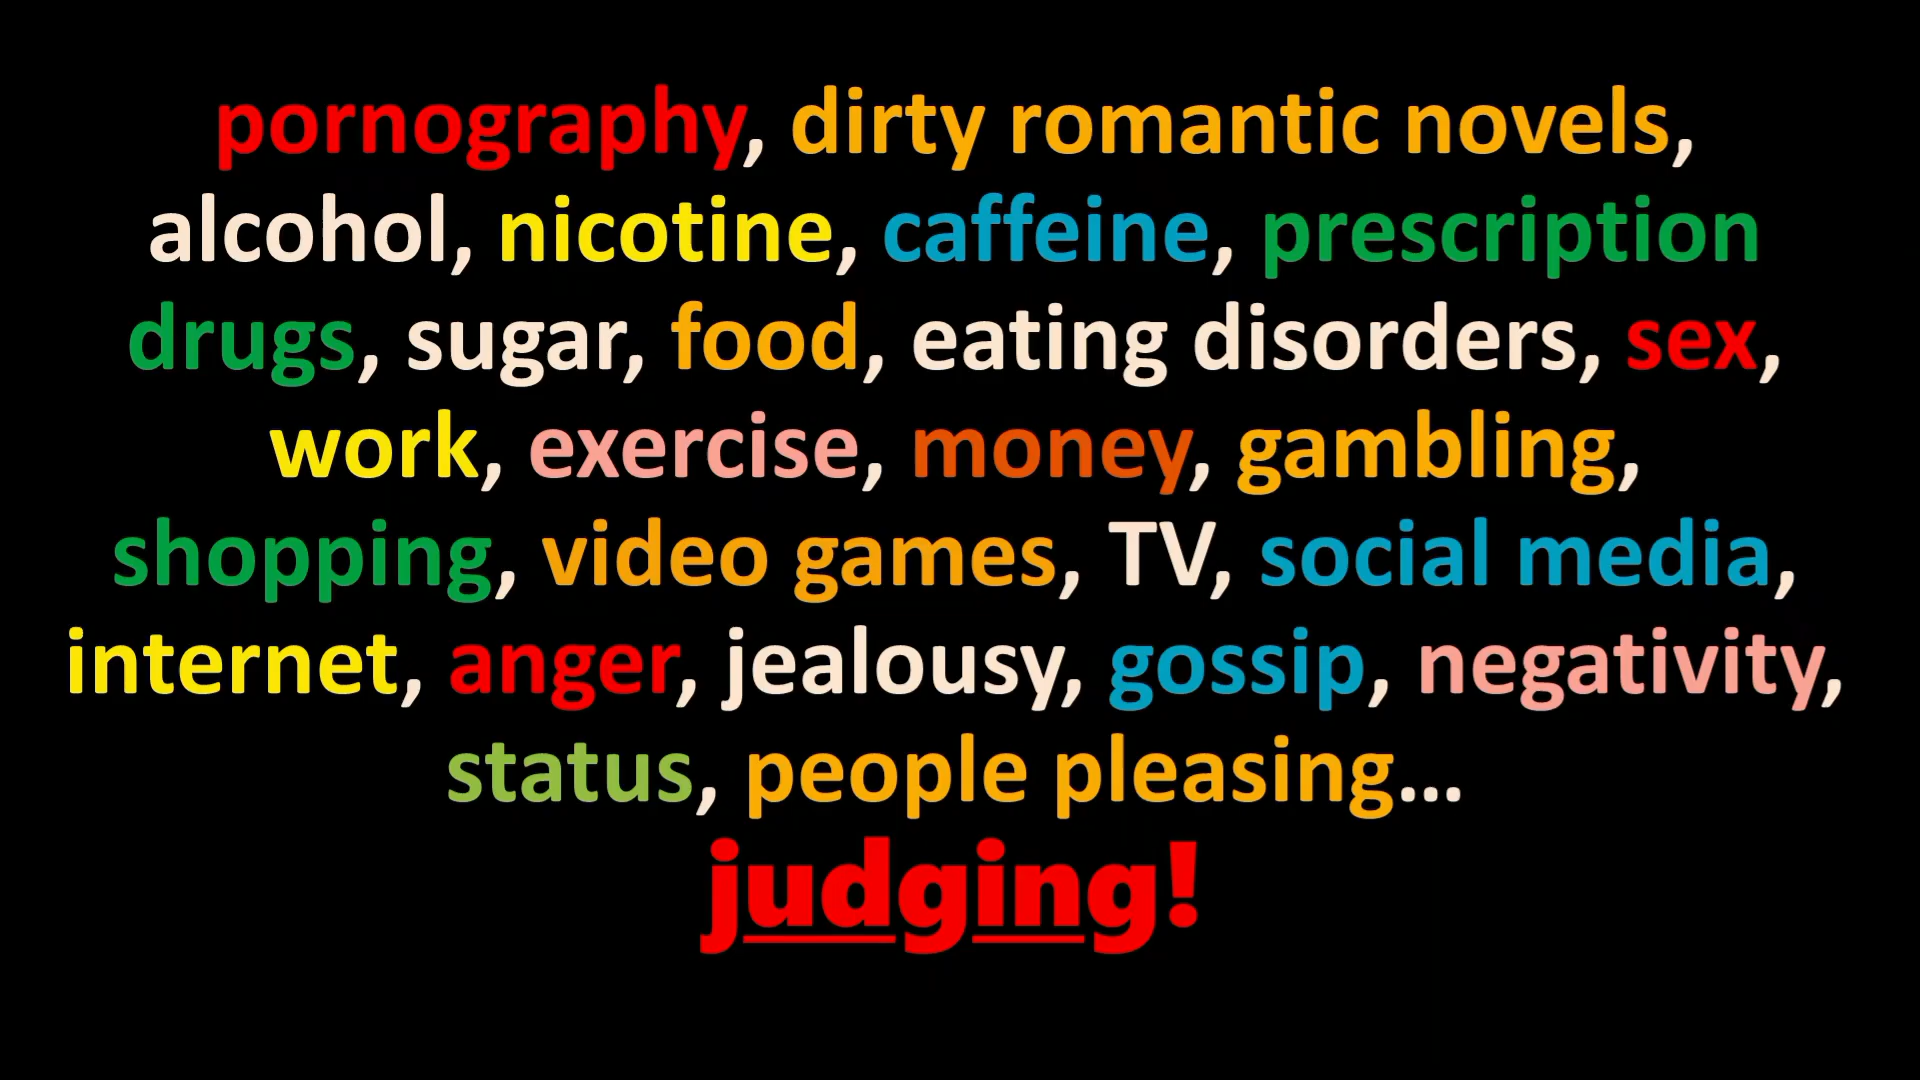 pornography, dirty romantic novels,
alcohol, nicotine, caffeine, prescription
drugs, sugar, food, eating disorders, sex,
work, exercise, money, gambling,
shopping, video games, TV, social media,
internet, anger, jealousy, gossip, negativity,
status, people pleasing...
judging!